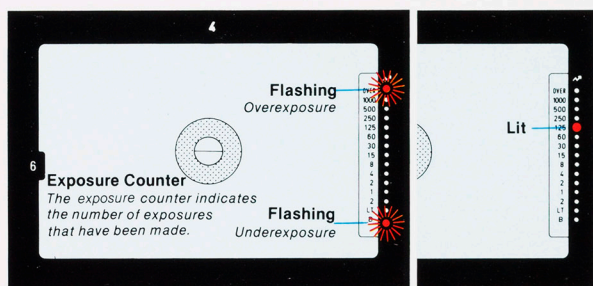 4
Flashing
Overexposure
OVER
1000
500
250
125
60
30
15
8
4
2
1
2
LT
B
6
Exposure Counter
The exposure counter indicates
the number of exposures
that have been made.
Flashing
Underexposure
Lit
OVER
1000
500
250
125
60
30
15
8
4
2
1
2
LT
B